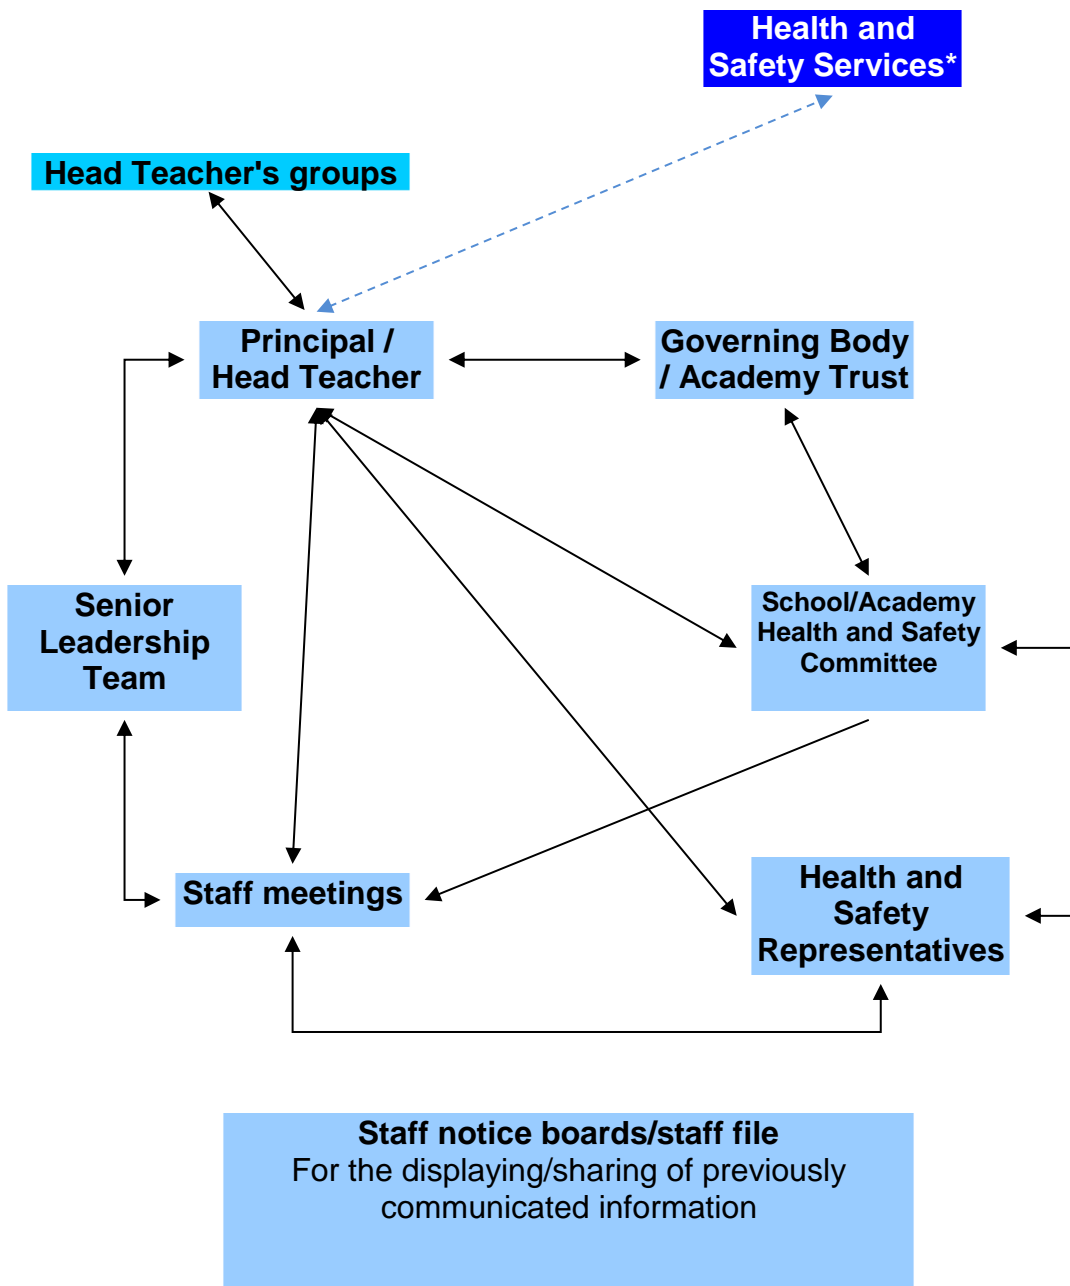 Health and
Safety Services*
Head Teacher's groups
Principal /
Head Teacher
Governing Body
/ Academy Trust
Senior
Leadership
Team
School/Academy
Health and Safety
Committee
Staff meetings
Health and
Safety
Representatives
Staff notice boards/staff file
For the displaying/sharing of previously
communicated information